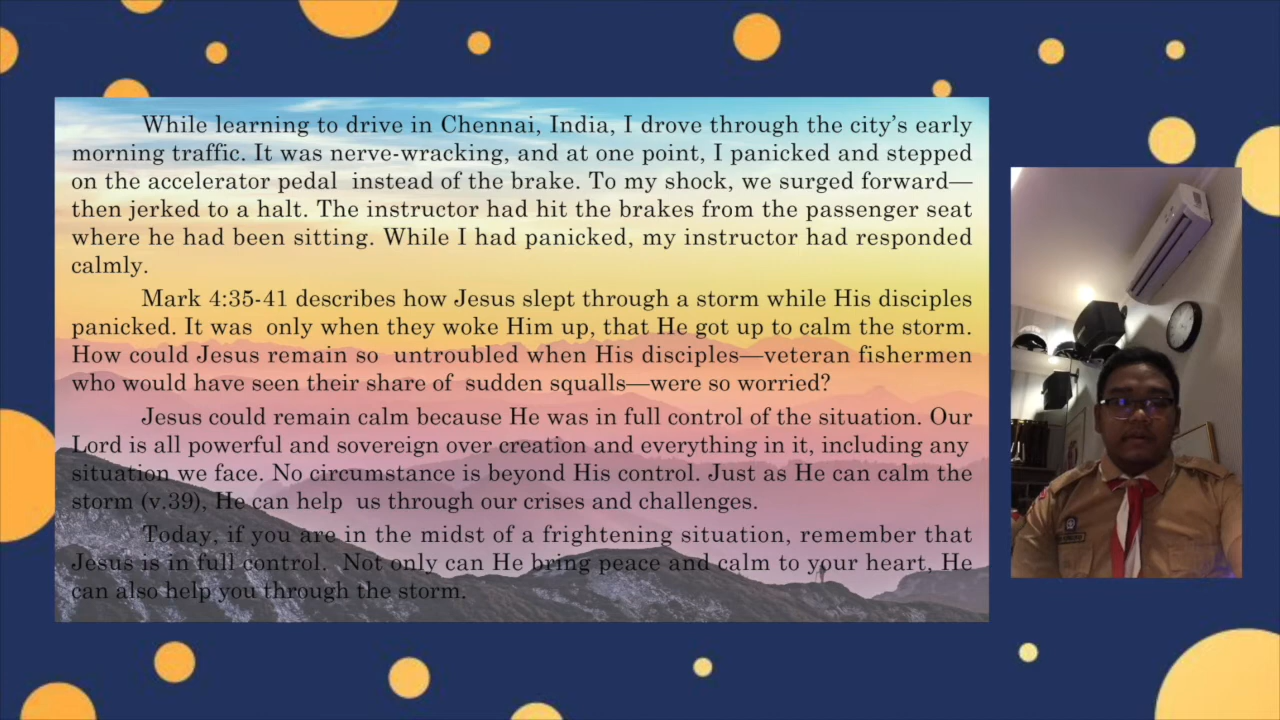 While learning to drive in Chennai, India, I drove through the city's early
morning traffic. It was nerve-wracking, and at one point, I panicked and stepped
on the accelerator pedal instead of the brake. To my shock, we surged forward—
then jerked to a halt. The instructor had hit the brakes from the passenger seat
where he had been sitting. While I had panicked, my instructor had responded
calmly.
Mark 4:35-41 describes how Jesus slept through a storm while His disciples
panicked. It was only when they woke Him up, that He got up to calm the storm.
How could Jesus remain so untroubled when His disciples—veteran fishermen
who would have seen their share of sudden squalls—were so worried?
Jesus could remain calm because He was in full control of the situation. Our
Lord is all powerful and sovereign over creation and everything in it, including any
situation we face. No circumstance is beyond His control. Just as He can calm the
storm (v.39), He can help us through our crises and challenges.
Today, if you are in the midst of a frightening situation, remember that
Jesus is in full control. Not only can He bring peace and calm to your heart, He
can also help you through the storm.